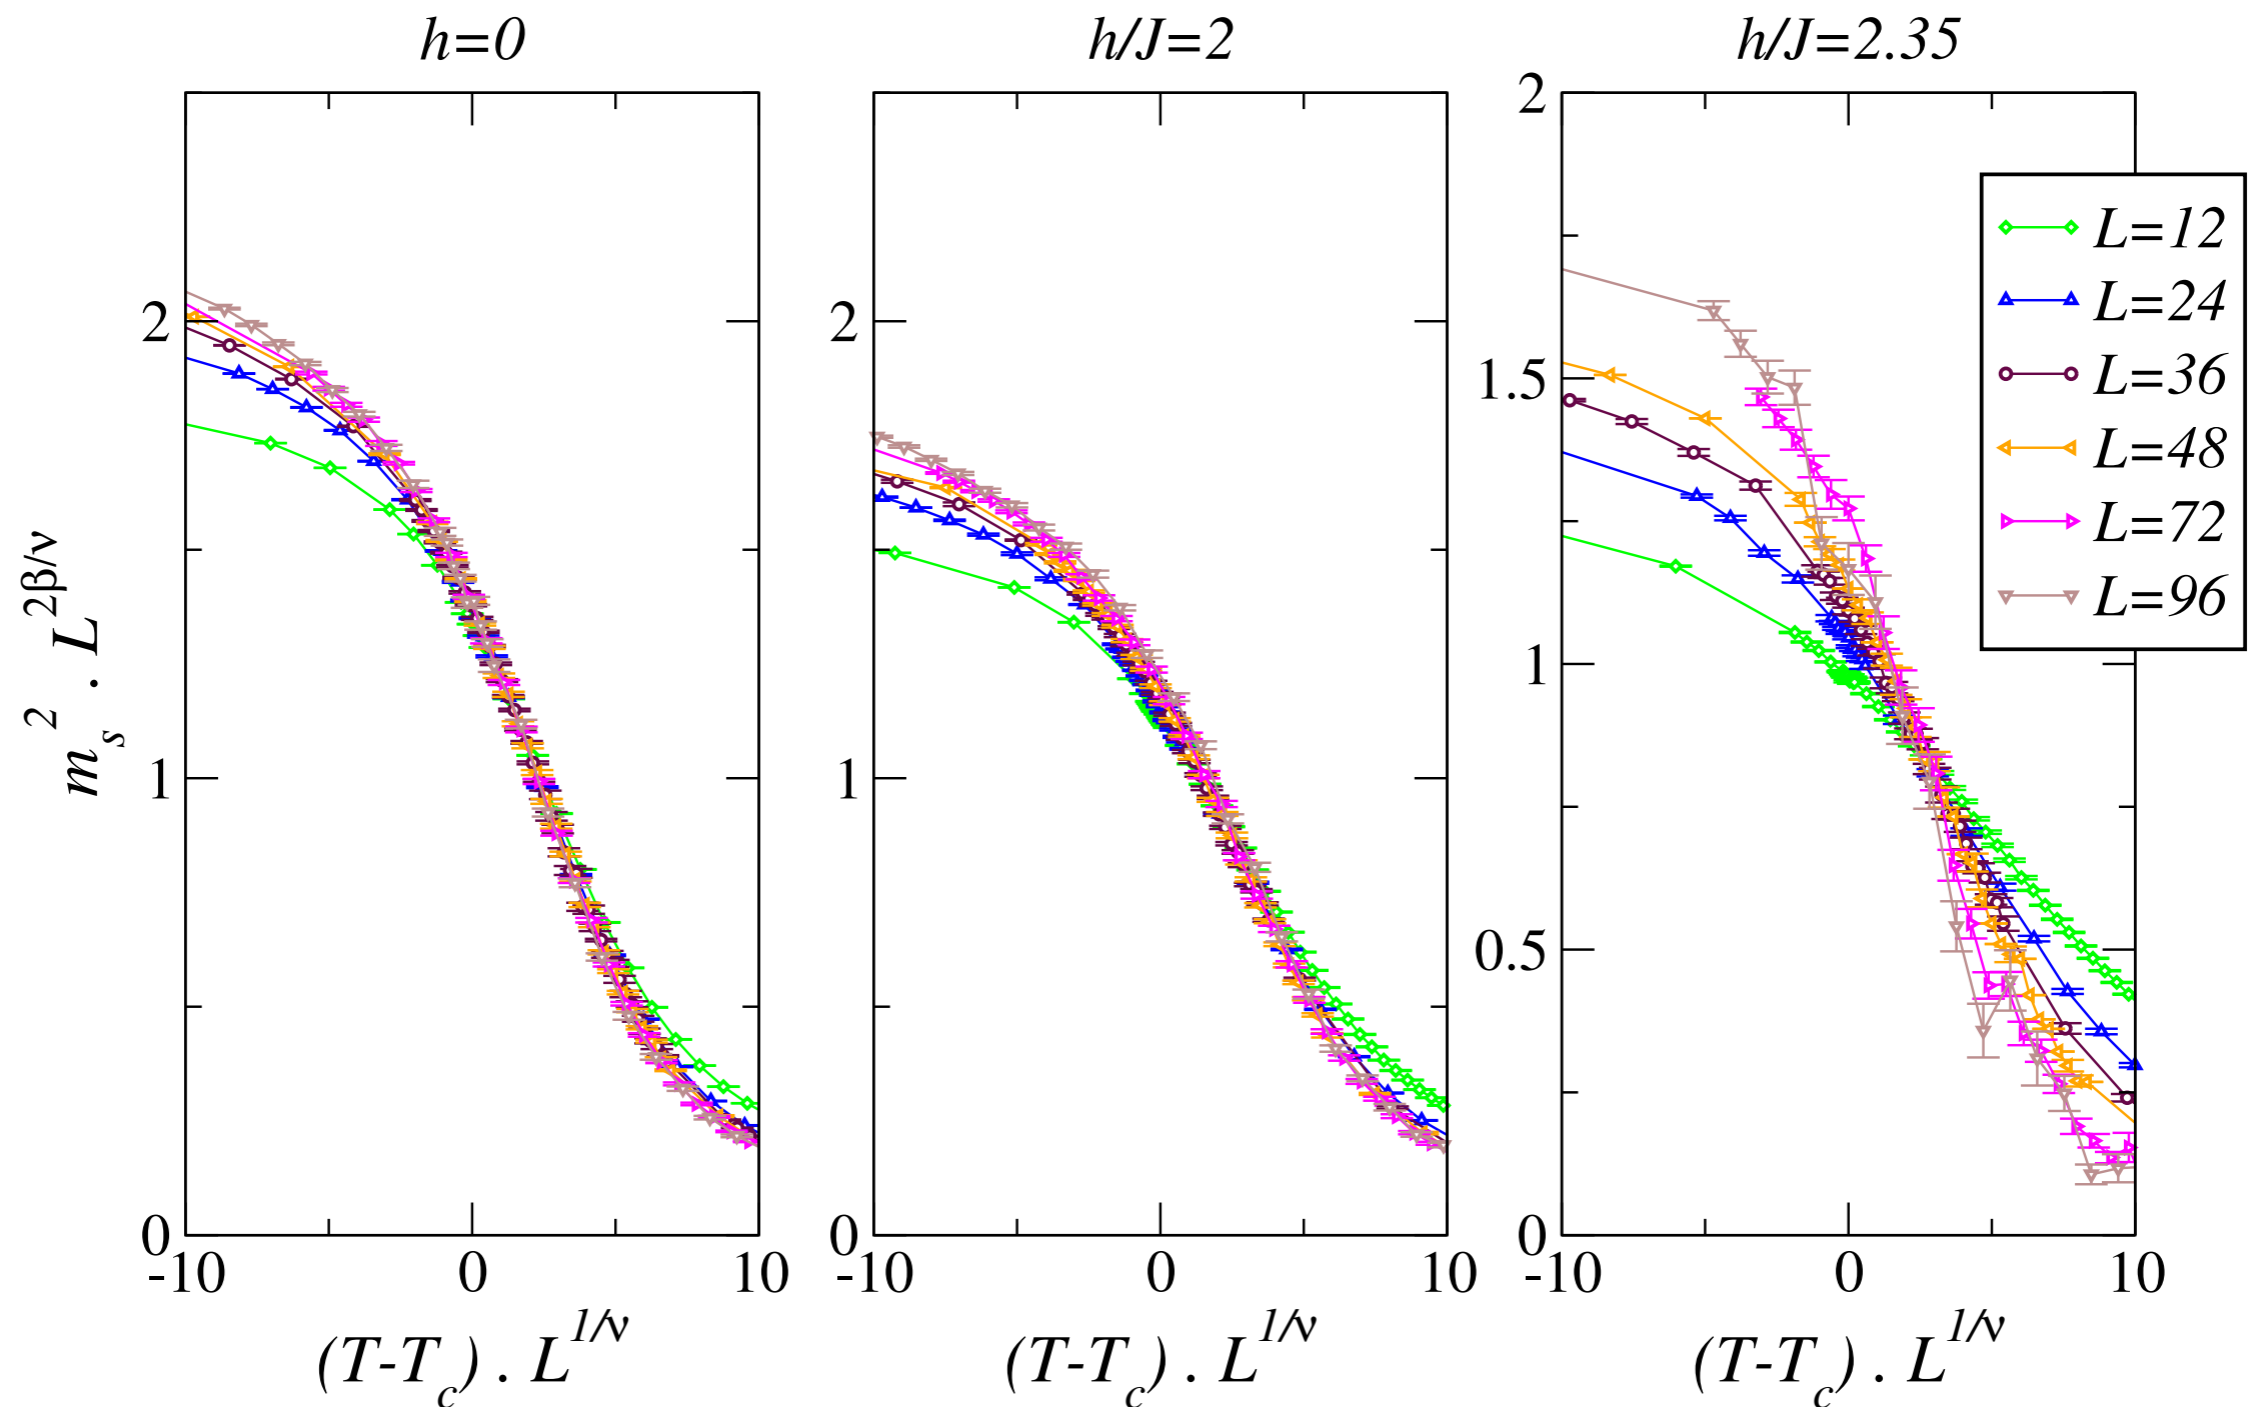 h=0
h/J=2
h/J=2.35
m_s^2 . L^{2β/ν}
2
1
0
-10
0
10
(T-T_c) . L^{1/ν}
2
1
0
-10
0
10
(T-T_c) . L^{1/ν}
2
1.5
1
0.5
0
-10
0
10
(T-T_c) . L^{1/ν}
L=12
L=24
L=36
L=48
L=72
L=96